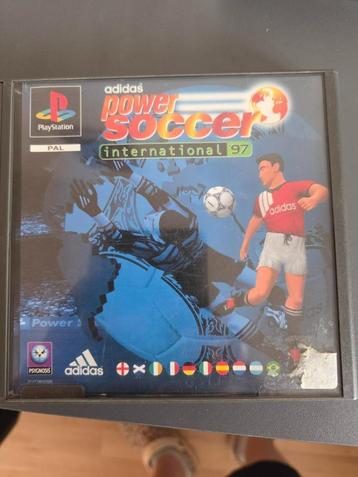 adidas
power
soccer
international 97
PlayStation
PAL
adidas
Power
PSYGNOSIS
adidas